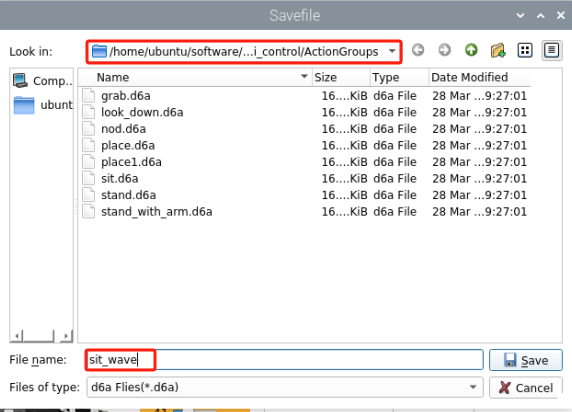 Savefile
Look in: /home/ubuntu/software/...i_control/ActionGroups
Comp...
ubunt
Name Size Type Date Modified
grab.d6a 16....KiB d6a File 28 Mar ...9:27:01
look_down.d6a 16....KiB d6a File 28 Mar ...9:27:01
nod.d6a 16....KiB d6a File 28 Mar ...9:27:01
place.d6a 16....KiB d6a File 28 Mar ...9:27:01
place1.d6a 16....KiB d6a File 28 Mar ...9:27:01
sit.d6a 16....KiB d6a File 28 Mar ...9:27:01
stand.d6a 16....KiB d6a File 28 Mar ...9:27:01
stand_with_arm.d6a 16....KiB d6a File 28 Mar ...9:27:01
File name: sit_wave Save
Files of type: d6a Flies(*.d6a) Cancel